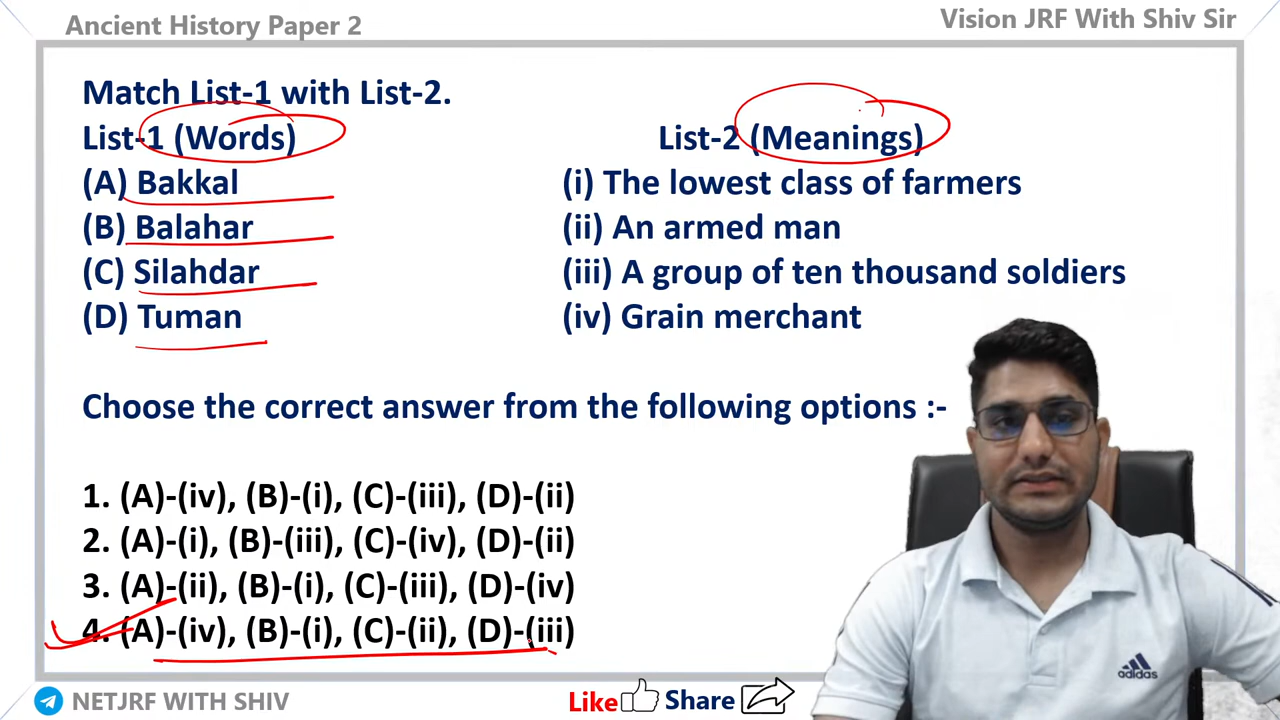 Ancient History Paper 2
Vision JRF With Shiv Sir
Match List-1 with List-2.
List-1 (Words) List-2 (Meanings)
(A) Bakkal (i) The lowest class of farmers
(B) Balahar (ii) An armed man
(C) Silahdar (iii) A group of ten thousand soldiers
(D) Tuman (iv) Grain merchant
Choose the correct answer from the following options :-
1. (A)-(iv), (B)-(i), (C)-(iii), (D)-(ii)
2. (A)-(i), (B)-(iii), (C)-(iv), (D)-(ii)
3. (A)-(ii), (B)-(i), (C)-(iii), (D)-(iv)
4. (A)-(iv), (B)-(i), (C)-(ii), (D)-(iii)
adidas
NETJRF WITH SHIV
Like Share